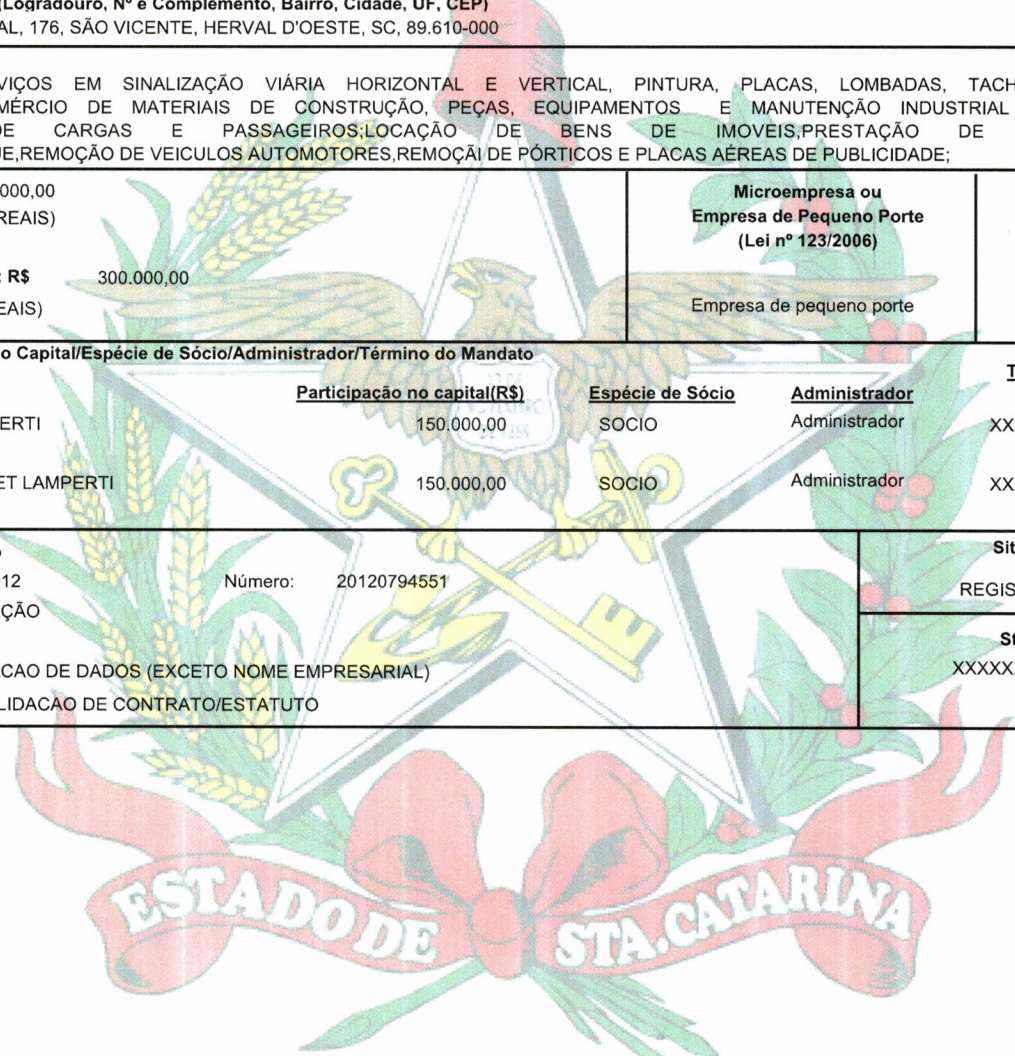 (Logradouro, Nº e Complemento, Bairro, Cidade, UF, CEP)
AL, 176, SÃO VICENTE, HERVAL D'OESTE, SC, 89.610-000
VIÇOS EM SINALIZAÇÃO VIÁRIA HORIZONTAL E VERTICAL, PINTURA, PLACAS, LOMBADAS, TACH
MÉRCIO DE MATERIAIS DE CONSTRUÇÃO, PEÇAS, EQUIPAMENTOS E MANUTENÇÃO INDUSTRIAL
DE CARGAS E PASSAGEIROS;LOCAÇÃO DE BENS DE IMOVEIS,PRESTAÇÃO DE
JE,REMOÇÃO DE VEICULOS AUTOMOTORES,REMOÇÃI DE PÓRTICOS E PLACAS AÉREAS DE PUBLICIDADE;
000,00
REAIS)
: R$ 300.000,00
EAIS)
Microempresa ou
Empresa de Pequeno Porte
(Lei nº 123/2006)
Empresa de pequeno porte
o Capital/Espécie de Sócio/Administrador/Término do Mandato
Participação no capital(R$) Espécie de Sócio Administrador T
ERTI 150.000,00 SOCIO Administrador XX
ET LAMPERTI 150.000,00 SOCIO Administrador XX
012 Número: 20120794551
AÇÃO
CAO DE DADOS (EXCETO NOME EMPRESARIAL)
LIDACAO DE CONTRATO/ESTATUTO
Sit
REGIS
St
XXXXXX
ESTADO DE STA.CATARINA